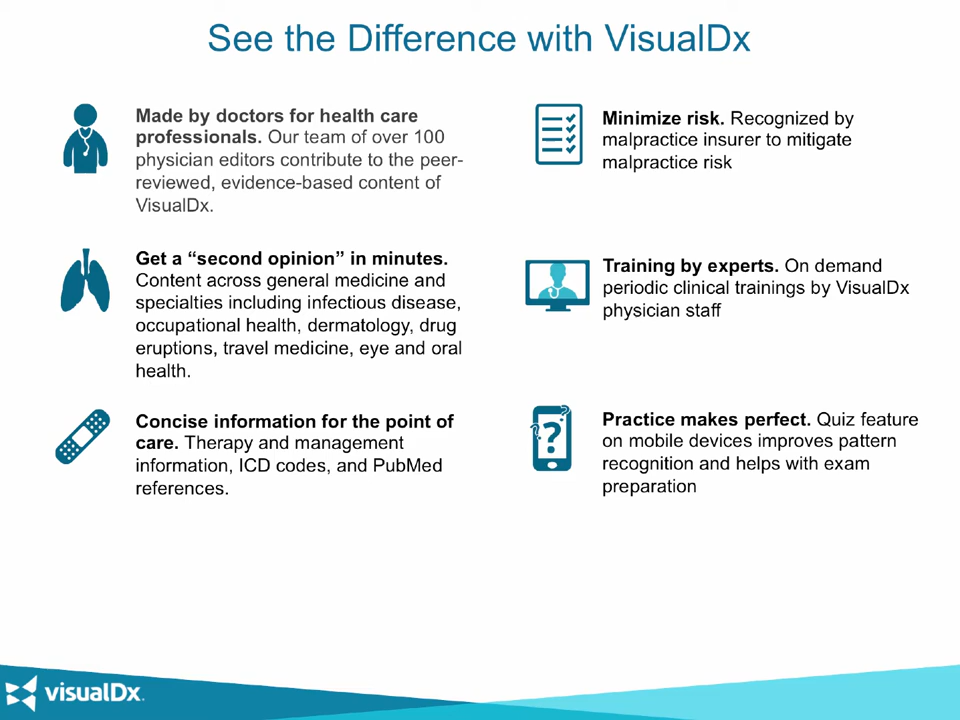 See the Difference with VisualDx
Made by doctors for health care
professionals. Our team of over 100
physician editors contribute to the peer-
reviewed, evidence-based content of
VisualDx.
Get a “second opinion” in minutes.
Content across general medicine and
specialties including infectious disease,
occupational health, dermatology, drug
eruptions, travel medicine, eye and oral
health.
Concise information for the point of
care. Therapy and management
information, ICD codes, and PubMed
references.
Minimize risk. Recognized by
malpractice insurer to mitigate
malpractice risk
Training by experts. On demand
periodic clinical trainings by VisualDx
physician staff
?
?
?
Practice makes perfect. Quiz feature
on mobile devices improves pattern
recognition and helps with exam
preparation
visualDx.